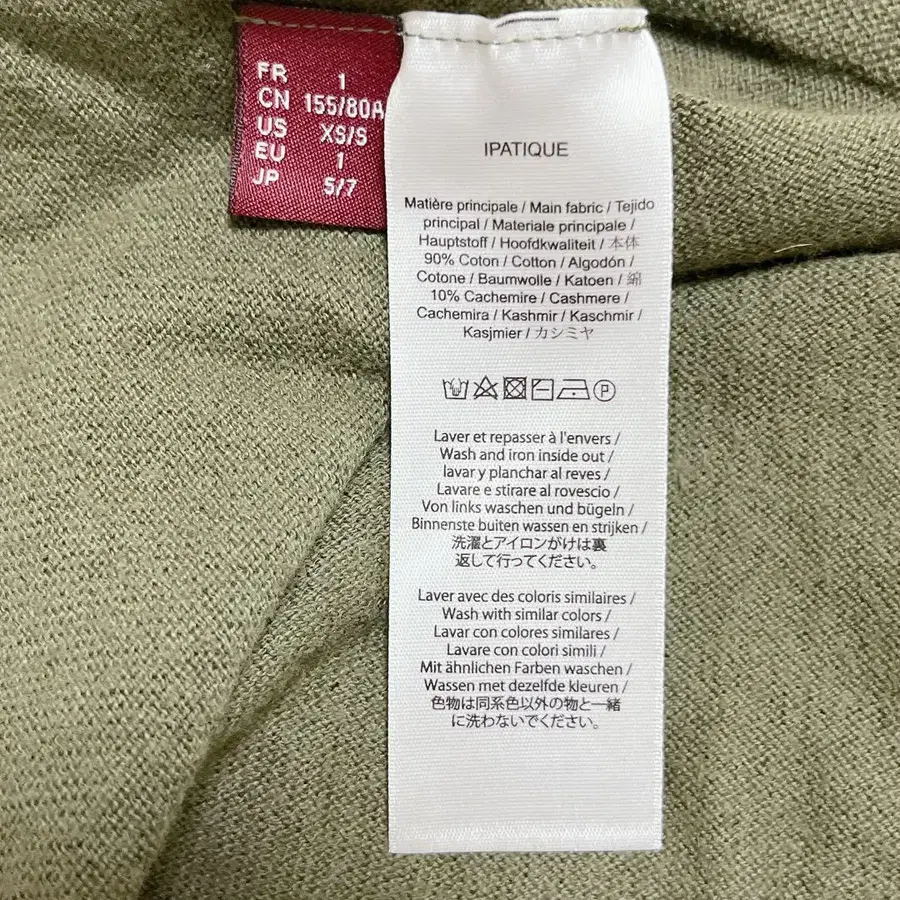 FR 1
CN 155/80A
US XS/S
EU 1
JP 5/7
IPATIQUE
Matière principale / Main fabric / Tejido
principal / Materiale principale /
Hauptstoff / Hoofdkwaliteit / 本体
90% Coton / Cotton / Algodón /
Cotone / Baumwolle / Katoen / 綿
10% Cachemire / Cashmere /
Cachemira / Kashmir / Kaschmir /
Kasjmier / カシミヤ
Laver et repasser à l'envers /
Wash and iron inside out /
lavar y planchar al reves /
Lavare e stirare al rovescio /
Von links waschen und bügeln /
Binnenste buiten wassen en strijken /
洗濯とアイロンがけは裏
返して行ってください。
Laver avec des coloris similaires /
Wash with similar colors /
Lavar con colores similares /
Lavare con colori simili /
Mit ähnlichen Farben waschen /
Wassen met dezelfde kleuren /
色物は同系色以外の物と一緒
に洗わないでください。